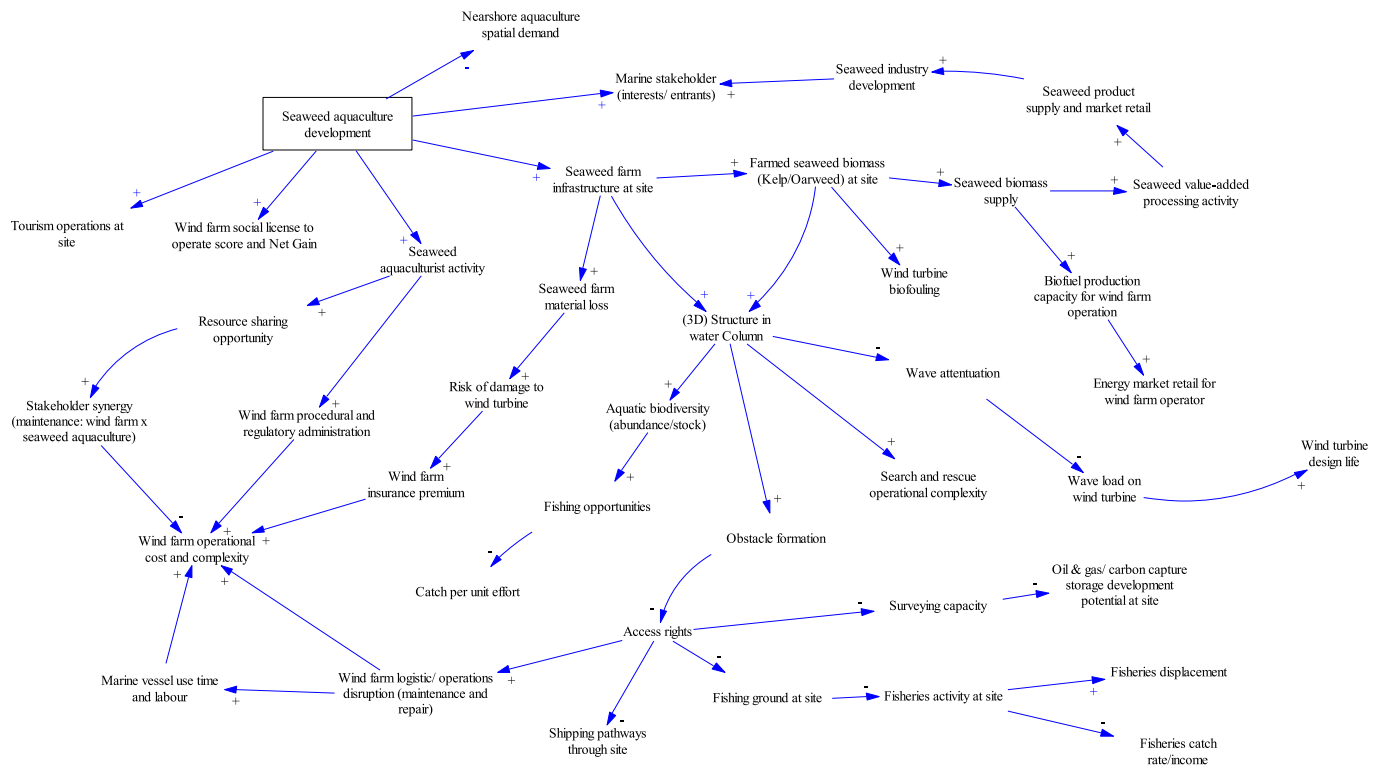 Nearshore aquaculture
spatial demand
-
Seaweed aquaculture
development
Marine stakeholder
(interests/ entrants)
+
+
Seaweed industry
development
+
Seaweed product
supply and market retail
+
Seaweed farm
infrastructure at site
+
Farmed seaweed biomass
(Kelp/Oarweed) at site
+
Seaweed biomass
supply
+
Seaweed value-added
processing activity
+
Tourism operations at
site
+
Wind farm social license to
operate score and Net Gain
+
Seaweed
aquaculturist activity
+
Seaweed farm
material loss
+
Wind turbine
biofouling
+
Biofuel production
capacity for wind farm
operation
+
Resource sharing
opportunity
+
(3D) Structure in
water Column
+
+
Wave attentuation
-
Energy market retail for
wind farm operator
+
Stakeholder synergy
(maintenance: wind farm x
seaweed aquaculture)
+
Wind farm procedural and
regulatory administration
+
Risk of damage to
wind turbine
+
Aquatic biodiversity
(abundance/stock)
+
Wind farm
insurance premium
+
Fishing opportunities
+
Search and rescue
operational complexity
+
Wave load on
wind turbine
-
Wind turbine
design life
+
Wind farm operational
cost and complexity
-
+
+
+
+
Obstacle formation
+
Catch per unit effort
-
Oil & gas/ carbon capture
storage development
potential at site
-
Surveying capacity
-
Access rights
-
Marine vessel use time
and labour
+
Wind farm logistic/ operations
disruption (maintenance and
repair)
+
Fishing ground at site
-
Fisheries activity at site
-
Fisheries displacement
+
Shipping pathways
through site
-
Fisheries catch
rate/income
-